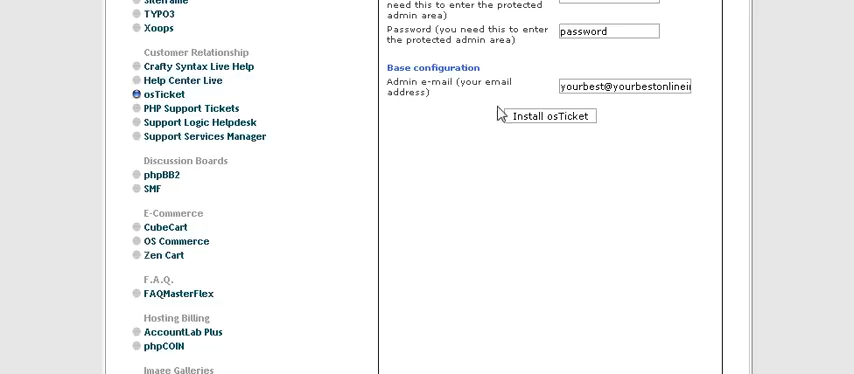 Siteframe
TYPO3
Xoops
Customer Relationship
Crafty Syntax Live Help
Help Center Live
osTicket
PHP Support Tickets
Support Logic Helpdesk
Support Services Manager
Discussion Boards
phpBB2
SMF
E-Commerce
CubeCart
OS Commerce
Zen Cart
F.A.Q.
FAQMasterFlex
Hosting Billing
AccountLab Plus
phpCOIN
Image Galleries
need this to enter the protected
admin area)
Password (you need this to enter
the protected admin area)
password
Base configuration
Admin e-mail (your email
address)
yourbest@yourbestonlinei
Install osTicket